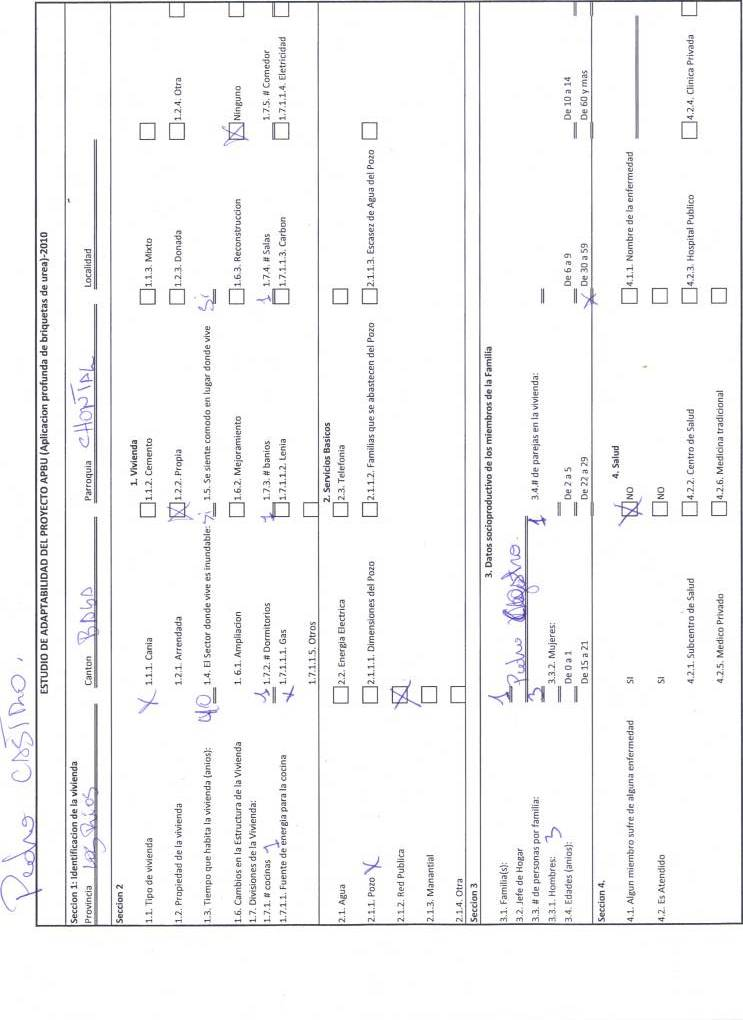 Pedro CASTRO.
ESTUDIO DE ADAPTABILIDAD DEL PROYECTO APBU (Aplicacion profunda de briquetas de urea)-2010
Seccion 1: Identificacion de la vivienda
Provincia Los Rios Canton BABA Parroquia Localidad
Seccion 2 1. Vivienda
1.1. Tipo de vivienda X 1.1.1. Cania 1.1.2. Cemento 1.1.3. Mixto
1.2. Propiedad de la vivienda 1.2.1. Arrendada X 1.2.2. Propia 1.2.3. Donada 1.2.4. Otra
1.3. Tiempo que habita la vivienda (anios): 40 1.4. El Sector donde vive es inundable: Si 1.5. Se siente comodo en lugar donde vive Si
1.6. Cambios en la Estructura de la Vivienda 1. 6.1. Ampliacion 1.6.2. Mejoramiento 1.6.3. Reconstruccion X Ninguno
1.7. Divisiones de la Vivienda:
1.7.1. # cocinas 1 1.7.2. # Dormitorios 1 1.7.3. # banios 1 1.7.4. # Salas 1.7.5. # Comedor
1.7.1.1. Fuente de energia para la cocina X 1.7.1.1.1. Gas 1.7.1.1.2. Lenia 1.7.1.1.3. Carbon 1.7.1.1.4. Eletricidad
1.7.1.1.5. Otros
2. Servicios Basicos
2.1. Agua 2.2. Energia Electrica 2.3. Telefonia
2.1.1. Pozo X 2.1.1.1. Dimensiones del Pozo 2.1.1.2. Familias que se abastecen del Pozo 2.1.1.3. Escasez de Agua del Pozo
2.1.2. Red Publica X
2.1.3. Manantial
2.1.4. Otra
Seccion 3 3. Datos socioproductivo de los miembros de la Familia
3.1. Familia(s): 1
3.2. Jefe de Hogar Pedro
3.3. # de personas por familia: 3 3.4.# de parejas en la vivienda: 1
3.3.1. Hombres: 3 3.3.2. Mujeres:
3.4. Edades (anios): De 0 a 1 De 2 a 5 De 6 a 9 De 10 a 14
De 15 a 21 De 22 a 29 X De 30 a 59 De 60 y mas
Seccion 4. 4. Salud
4.1. Algun miembro sufre de alguna enfermedad SI X NO 4.1.1. Nombre de la enfermedad
4.2. Es Atendido SI NO
4.2.1. Subcentro de Salud 4.2.2. Centro de Salud 4.2.3. Hospital Publico 4.2.4. Clinica Privada
4.2.5. Medico Privado 4.2.6. Medicina tradicional